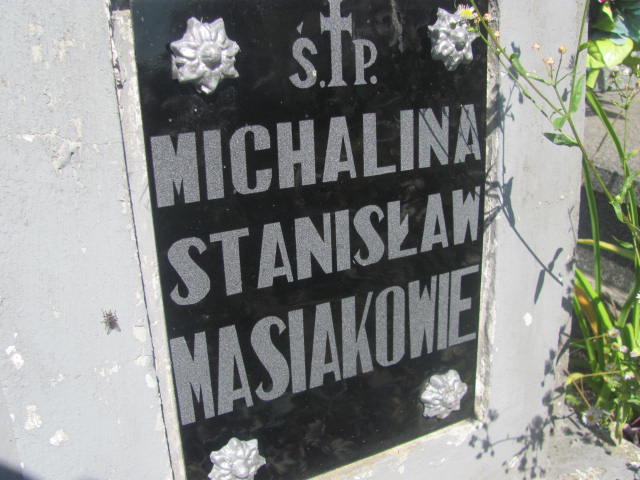 Ś.P.
MICHALINA
STANISŁAW
MASIAKOWIE